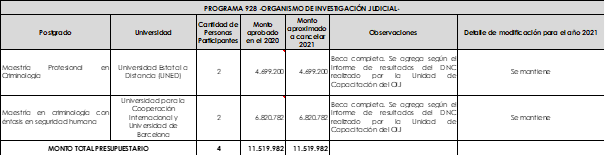 PROGRAMA 928 -ORGANISMO DE INVESTIGACIÓN JUDICIAL-
Postgrado
Universidad
Cantidad de
Personas
Participantes
Monto
aprobado
en el 2020
Monto
aproximado
a cancelar
2021
Observaciones
Detalle de modificación para el año 2021
Maestría Profesional en
Criminología
Universidad Estatal a
Distancia (UNED)
2
4.699.200
4.699.200
Beca completa. Se agrega según el
informe de resultados del DNC
realizado por la Unidad de
Capacitación del OIJ
Se mantiene
Maestría en criminología con
énfasis en seguridad humana
Universidad para la
Cooperación
Internacional y
Universidad de
Barcelona
2
6.820.782
6.820.782
Beca completa. Se agrega según el
informe de resultados del DNC
realizado por la Unidad de
Capacitación del OIJ
Se mantiene
MONTO TOTAL PRESUPUESTARIO
4
11.519.982
11.519.982